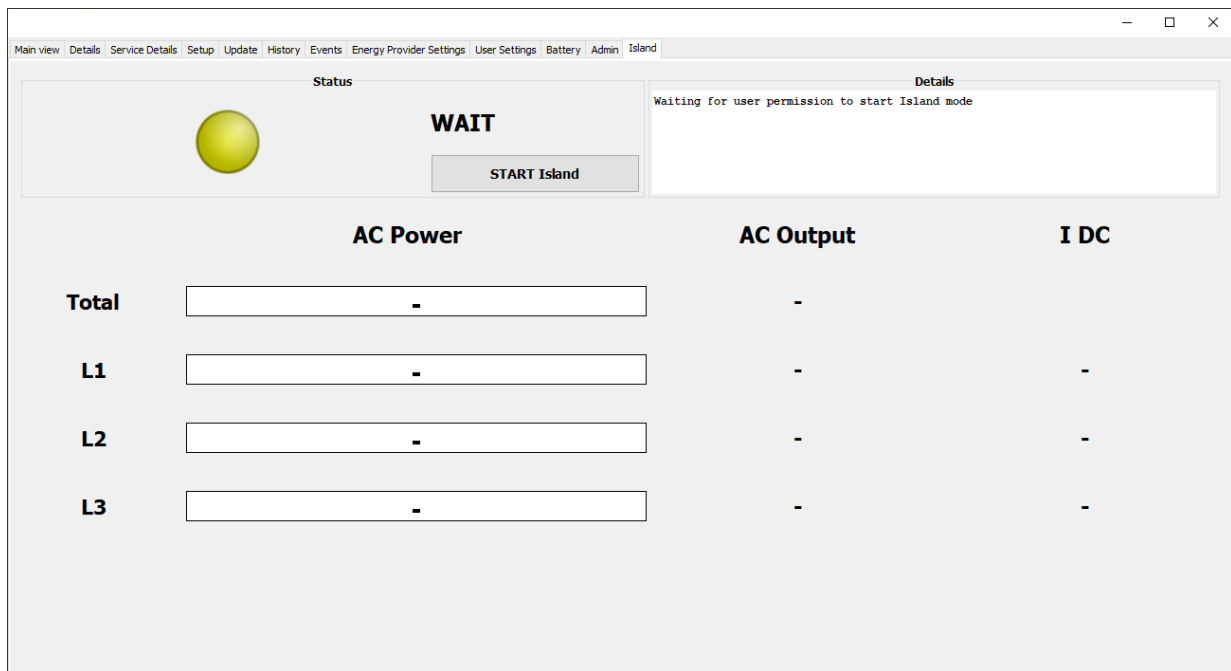 Main view Details Service Details Setup Update History Events Energy Provider Settings User Settings Battery Admin Island
Status
WAIT
START Island
Details
Waiting for user permission to start Island mode
AC Power AC Output I DC
Total - -
L1 - - -
L2 - - -
L3 - - -